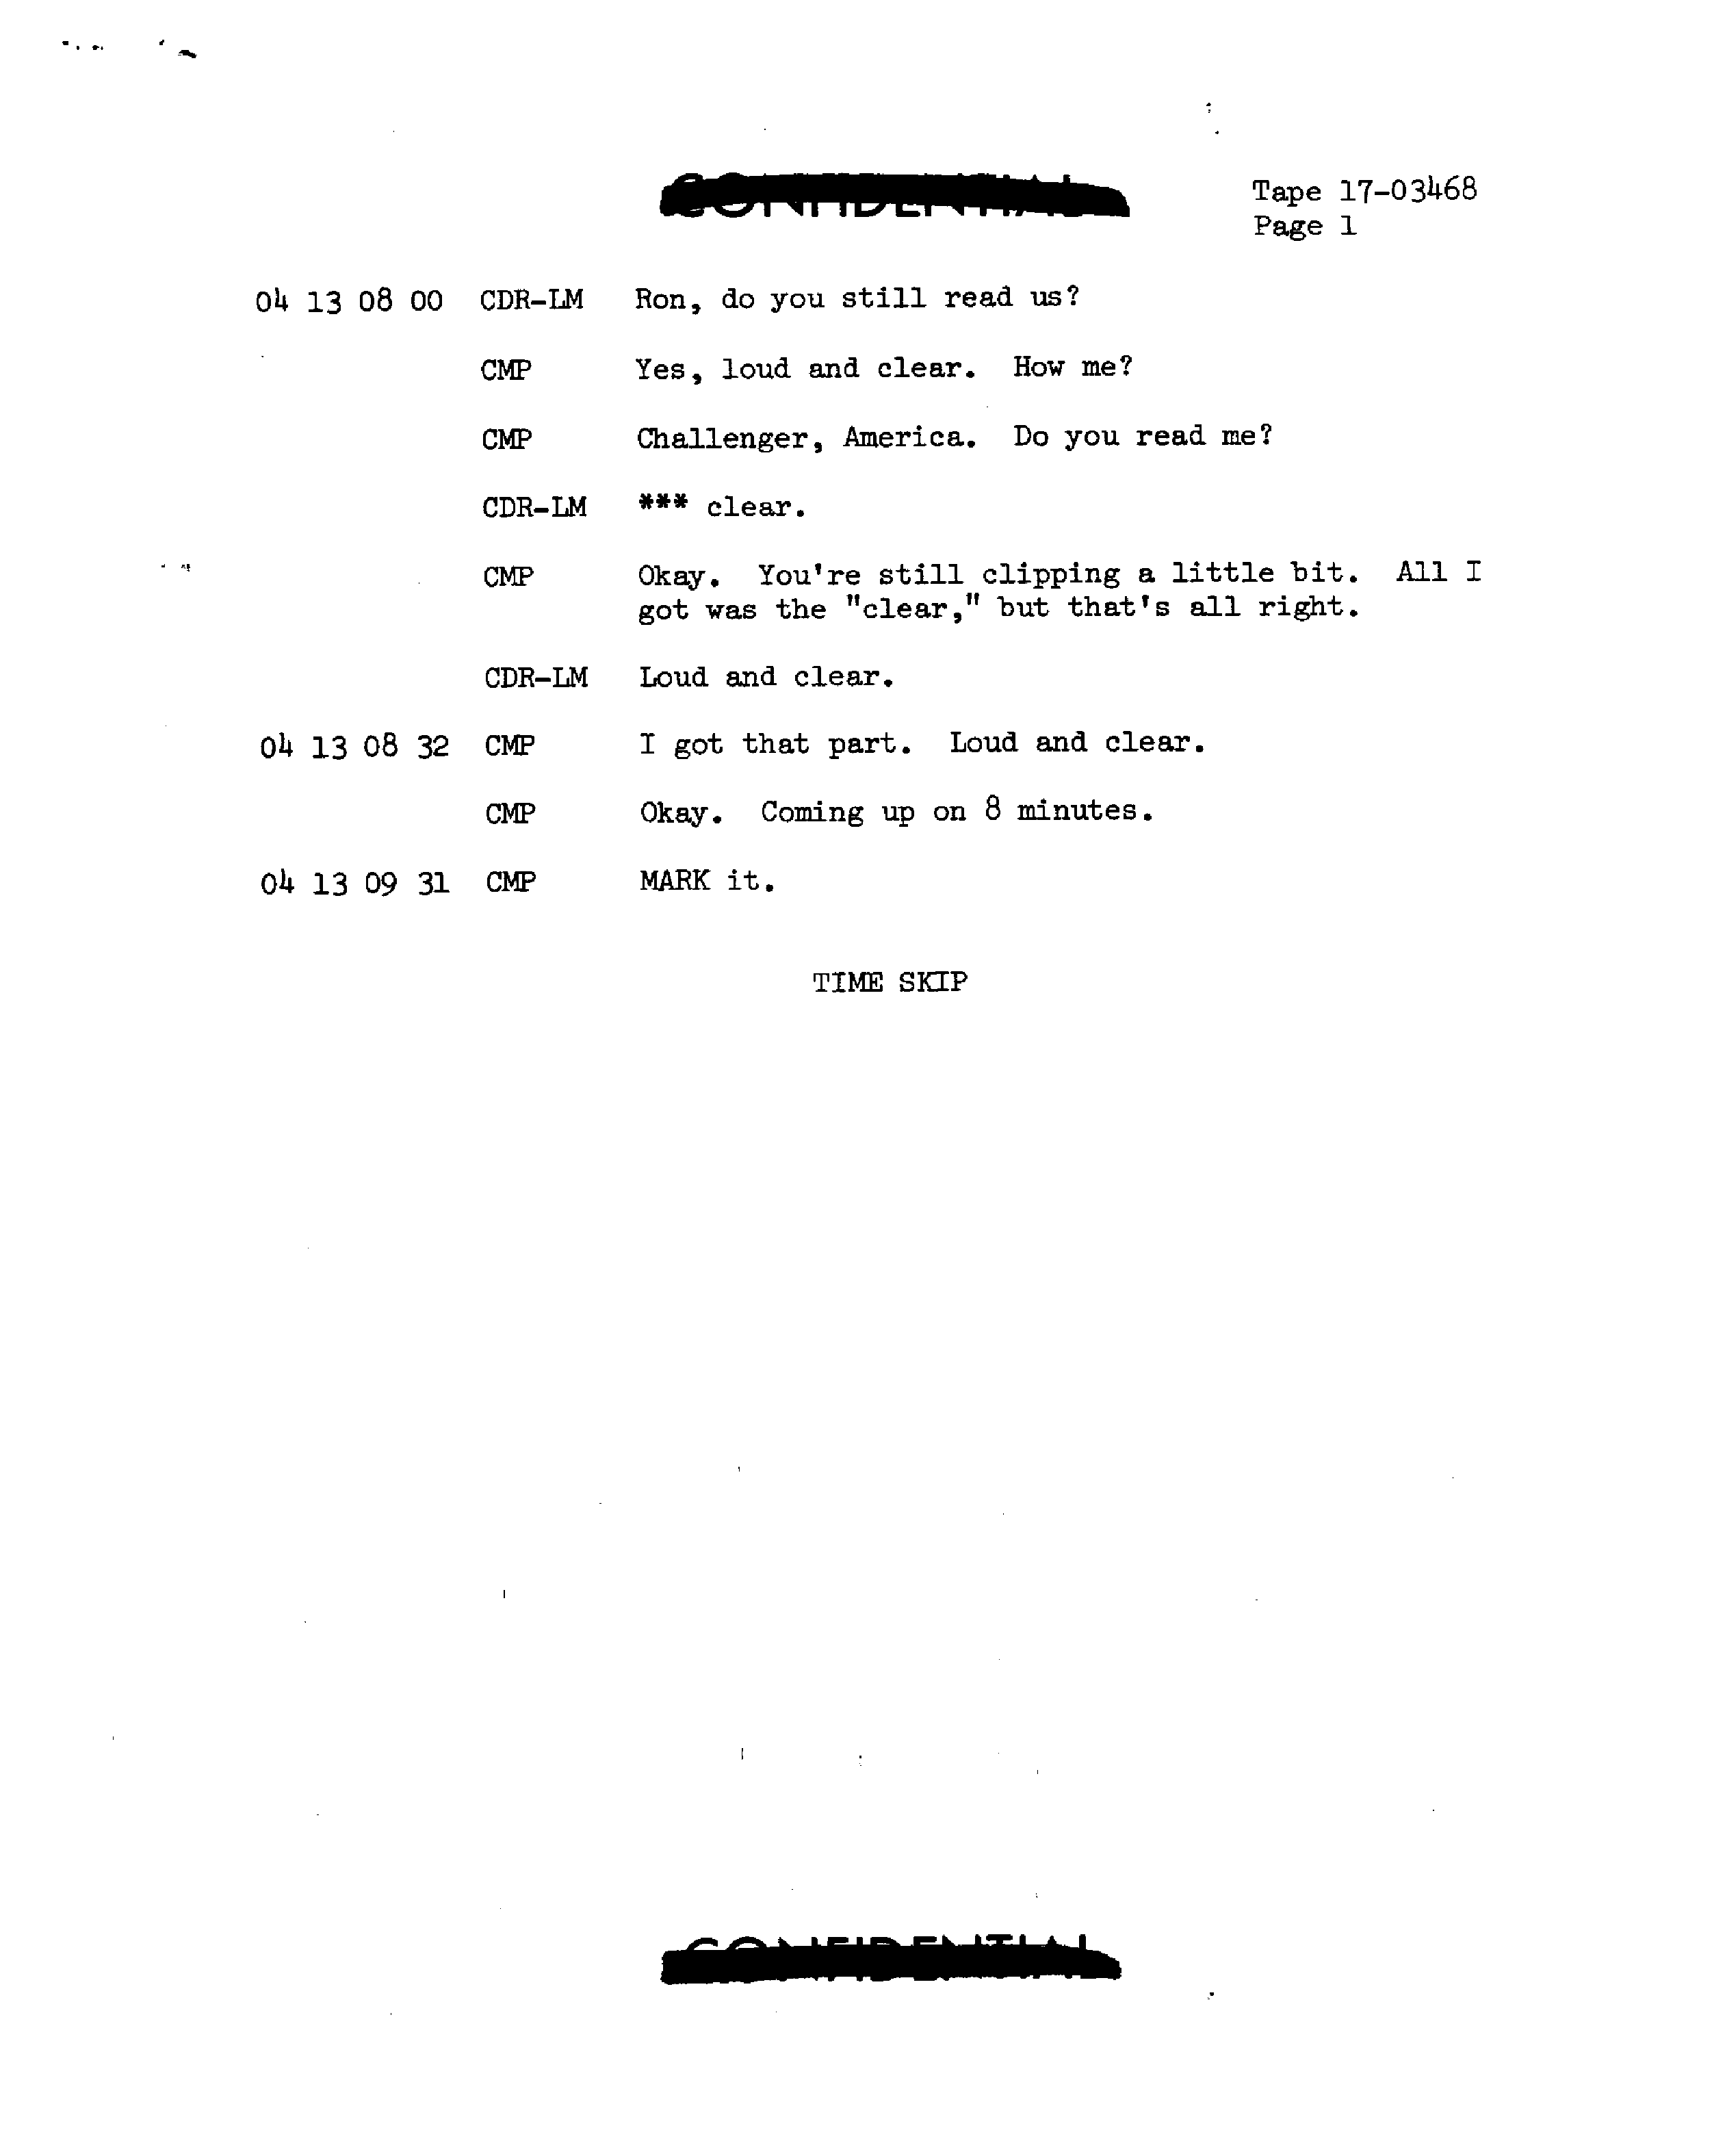 CONFIDENTIAL
Tape 17-03468
Page 1
04 13 08 00 CDR-LM Ron, do you still read us?
CMP Yes, loud and clear. How me?
CMP Challenger, America. Do you read me?
CDR-LM *** clear.
CMP Okay. You're still clipping a little bit. All I
got was the "clear," but that's all right.
CDR-LM Loud and clear.
04 13 08 32 CMP I got that part. Loud and clear.
CMP Okay. Coming up on 8 minutes.
04 13 09 31 CMP MARK it.
TIME SKIP
CONFIDENTIAL